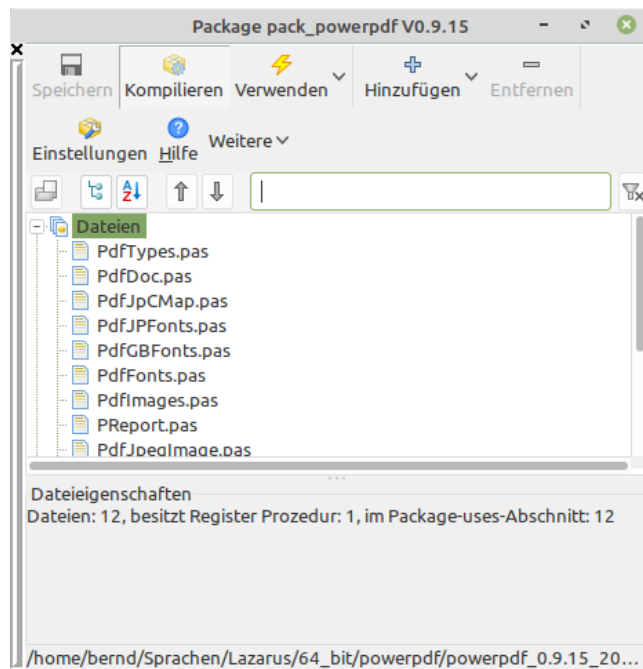 Package pack_powerpdf V0.9.15
Speichern Kompilieren Verwenden Hinzufügen Entfernen
Einstellungen Hilfe Weitere
Dateien
PdfTypes.pas
PdfDoc.pas
PdfJpCMap.pas
PdfJPFonts.pas
PdfGBFonts.pas
PdfFonts.pas
PdfImages.pas
PReport.pas
PdfJpegImage.pas
Dateieigenschaften
Dateien: 12, besitzt Register Prozedur: 1, im Package-uses-Abschnitt: 12
/home/bernd/Sprachen/Lazarus/64_bit/powerpdf/powerpdf_0.9.15_20...